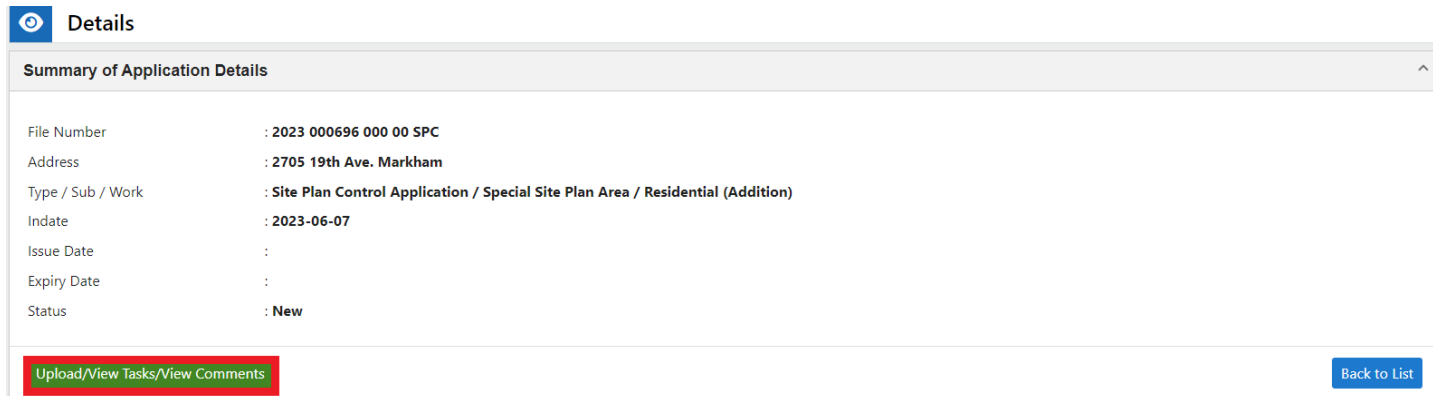 Details
Summary of Application Details
File Number : 2023 000696 000 00 SPC
Address : 2705 19th Ave. Markham
Type / Sub / Work : Site Plan Control Application / Special Site Plan Area / Residential (Addition)
Indate : 2023-06-07
Issue Date :
Expiry Date :
Status : New
Upload/View Tasks/View Comments Back to List